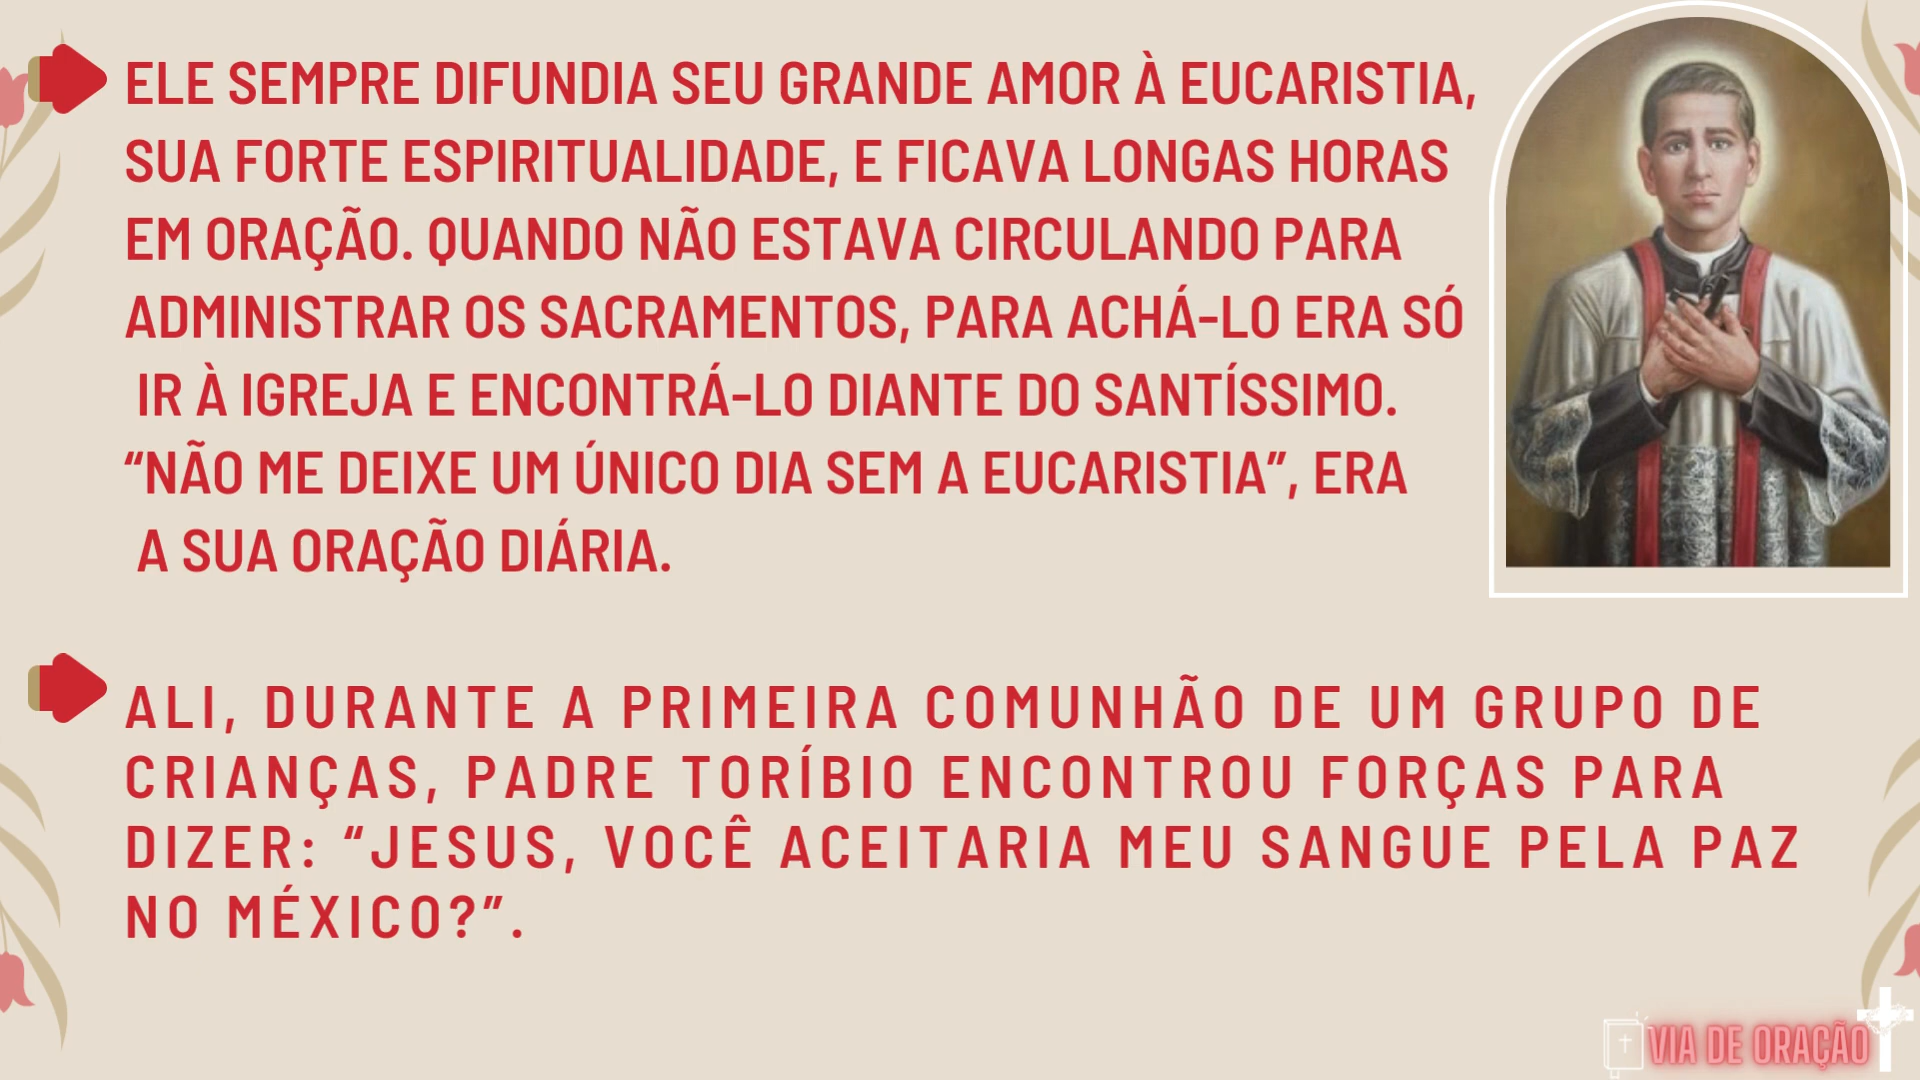 ELE SEMPRE DIFUNDIA SEU GRANDE AMOR À EUCARISTIA,
SUA FORTE ESPIRITUALIDADE, E FICAVA LONGAS HORAS
EM ORAÇÃO. QUANDO NÃO ESTAVA CIRCULANDO PARA
ADMINISTRAR OS SACRAMENTOS, PARA ACHÁ-LO ERA SÓ
IR À IGREJA E ENCONTRÁ-LO DIANTE DO SANTÍSSIMO.
“NÃO ME DEIXE UM ÚNICO DIA SEM A EUCARISTIA”, ERA
A SUA ORAÇÃO DIÁRIA.
ALI, DURANTE A PRIMEIRA COMUNHÃO DE UM GRUPO DE
CRIANÇAS, PADRE TORÍBIO ENCONTROU FORÇAS PARA
DIZER: “JESUS, VOCÊ ACEITARIA MEU SANGUE PELA PAZ
NO MÉXICO?”.
VIA DE ORAÇÃO